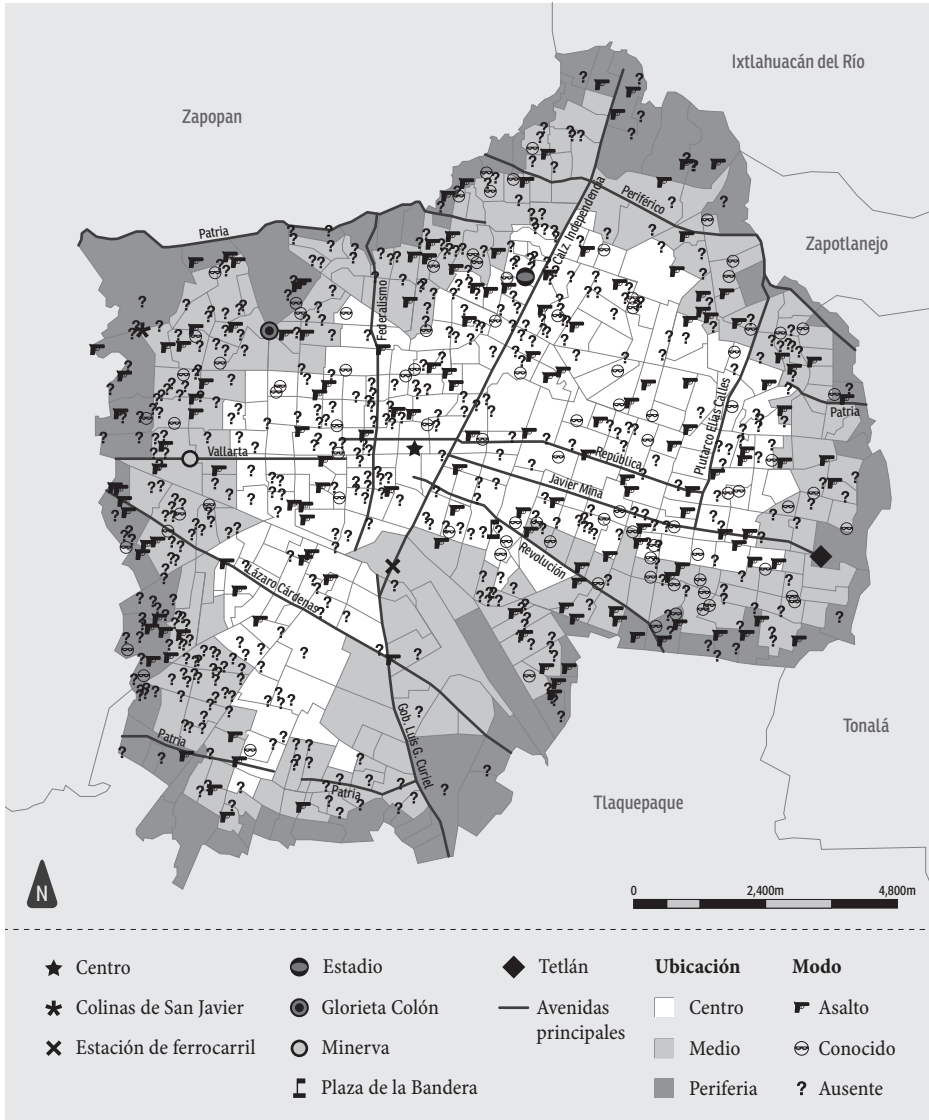 Ixtlahuacán del Río
Zapopan
Calz. Independencia
Periférico
Patria
Zapotlanejo
Federalismo
Plutarco Elías Calles
Patria
Vallarta
República
Javier Mina
Revolución
Lázaro Cárdenas
Gob. Luis G. Curiel
Tonalá
Patria
Patria
Tlaquepaque
N
0 2,400m 4,800m
Centro
Colinas de San Javier
Estación de ferrocarril
Estadio
Glorieta Colón
Minerva
Plaza de la Bandera
Tetlán
Avenidas
principales
Ubicación
Centro
Medio
Periferia
Modo
Asalto
Conocido
? Ausente